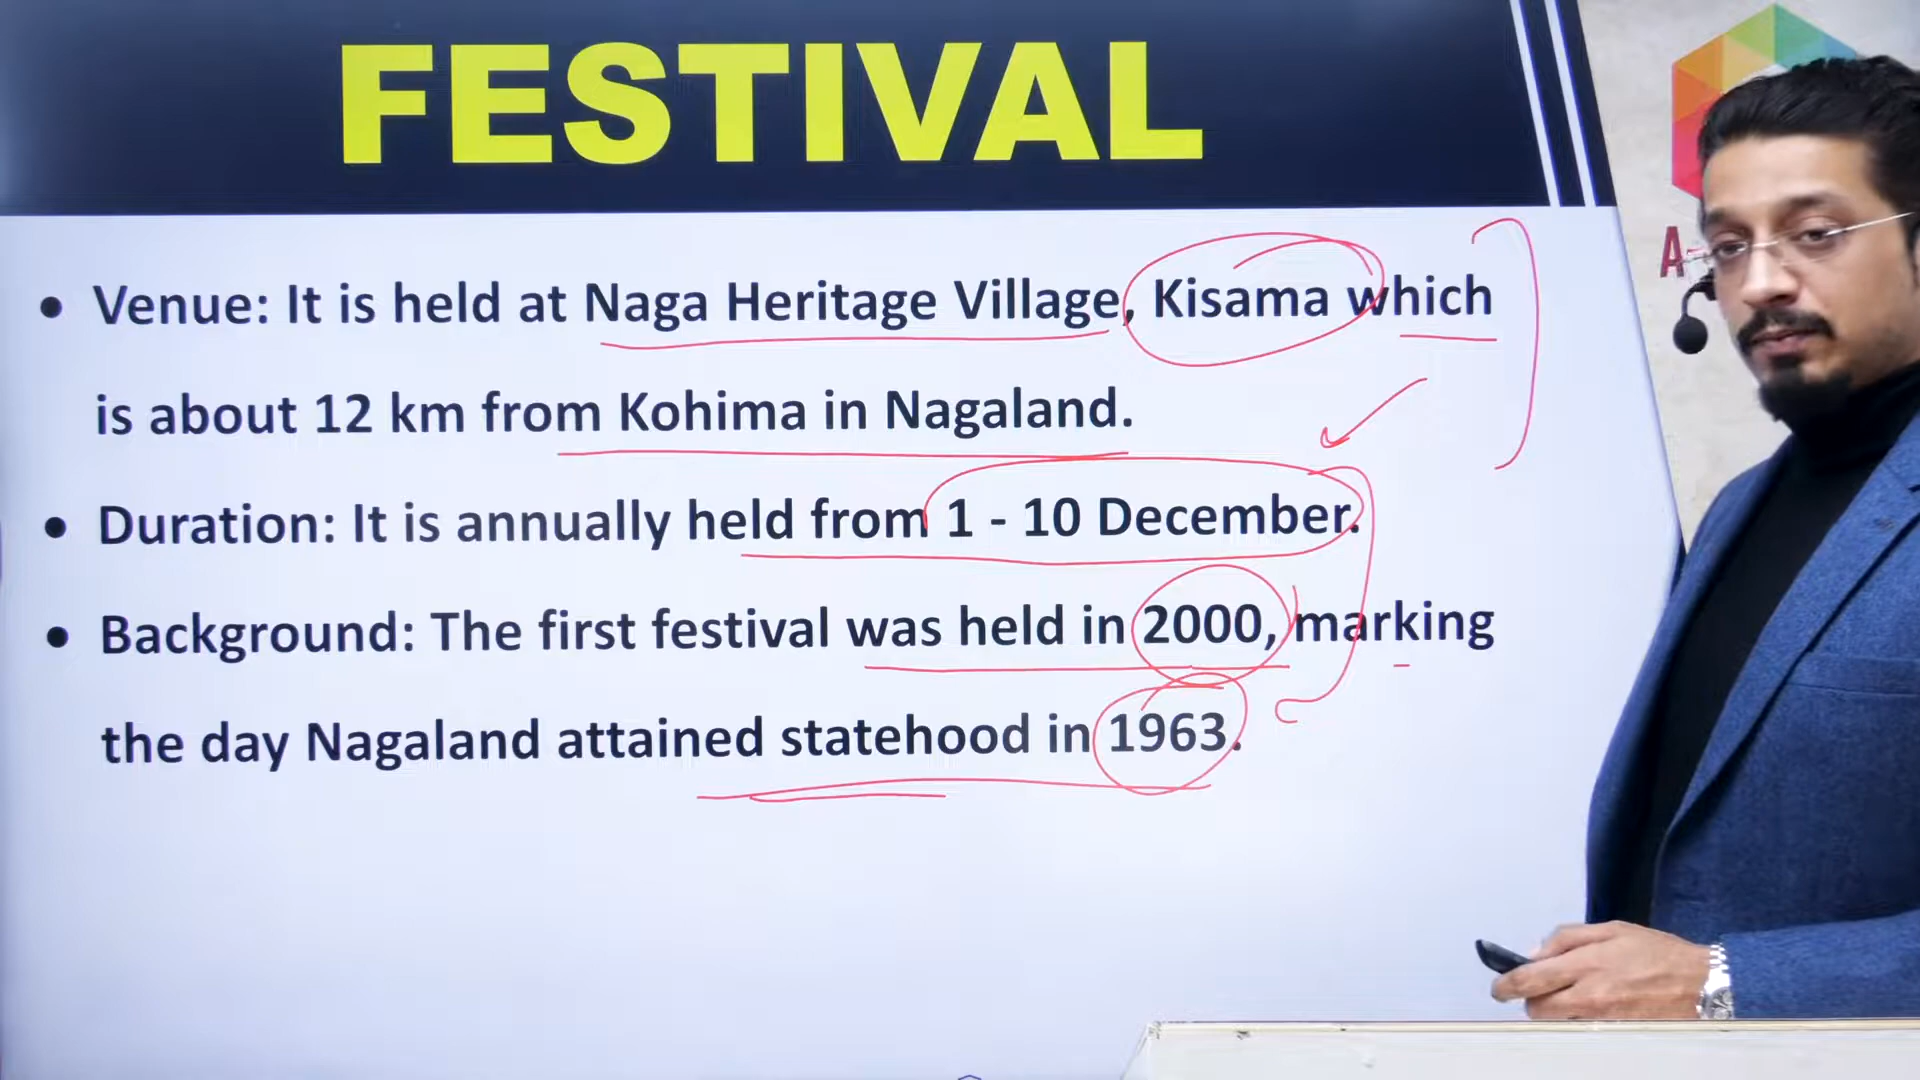 FESTIVAL
• Venue: It is held at Naga Heritage Village, Kisama which
is about 12 km from Kohima in Nagaland.
• Duration: It is annually held from 1 - 10 December.
• Background: The first festival was held in 2000, marking
the day Nagaland attained statehood in 1963.
A-